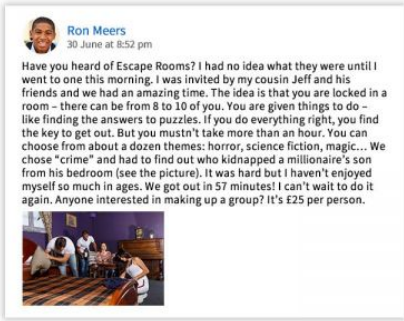 Ron Meers
30 June at 8:52 pm
Have you heard of Escape Rooms? I had no idea what they were until I
went to one this morning. I was invited by my cousin Jeff and his
friends and we had an amazing time. The idea is that you are locked in a
room – there can be from 8 to 10 of you. You are given things to do –
like finding the answers to puzzles. If you do everything right, you find
the key to get out. But you mustn't take more than an hour. You can
choose from about a dozen themes: horror, science fiction, magic... We
chose "crime" and had to find out who kidnapped a millionaire's son
from his bedroom (see the picture). It was hard but I haven't enjoyed
myself so much in ages. We got out in 57 minutes! I can't wait to do it
again. Anyone interested in making up a group? It's £25 per person.